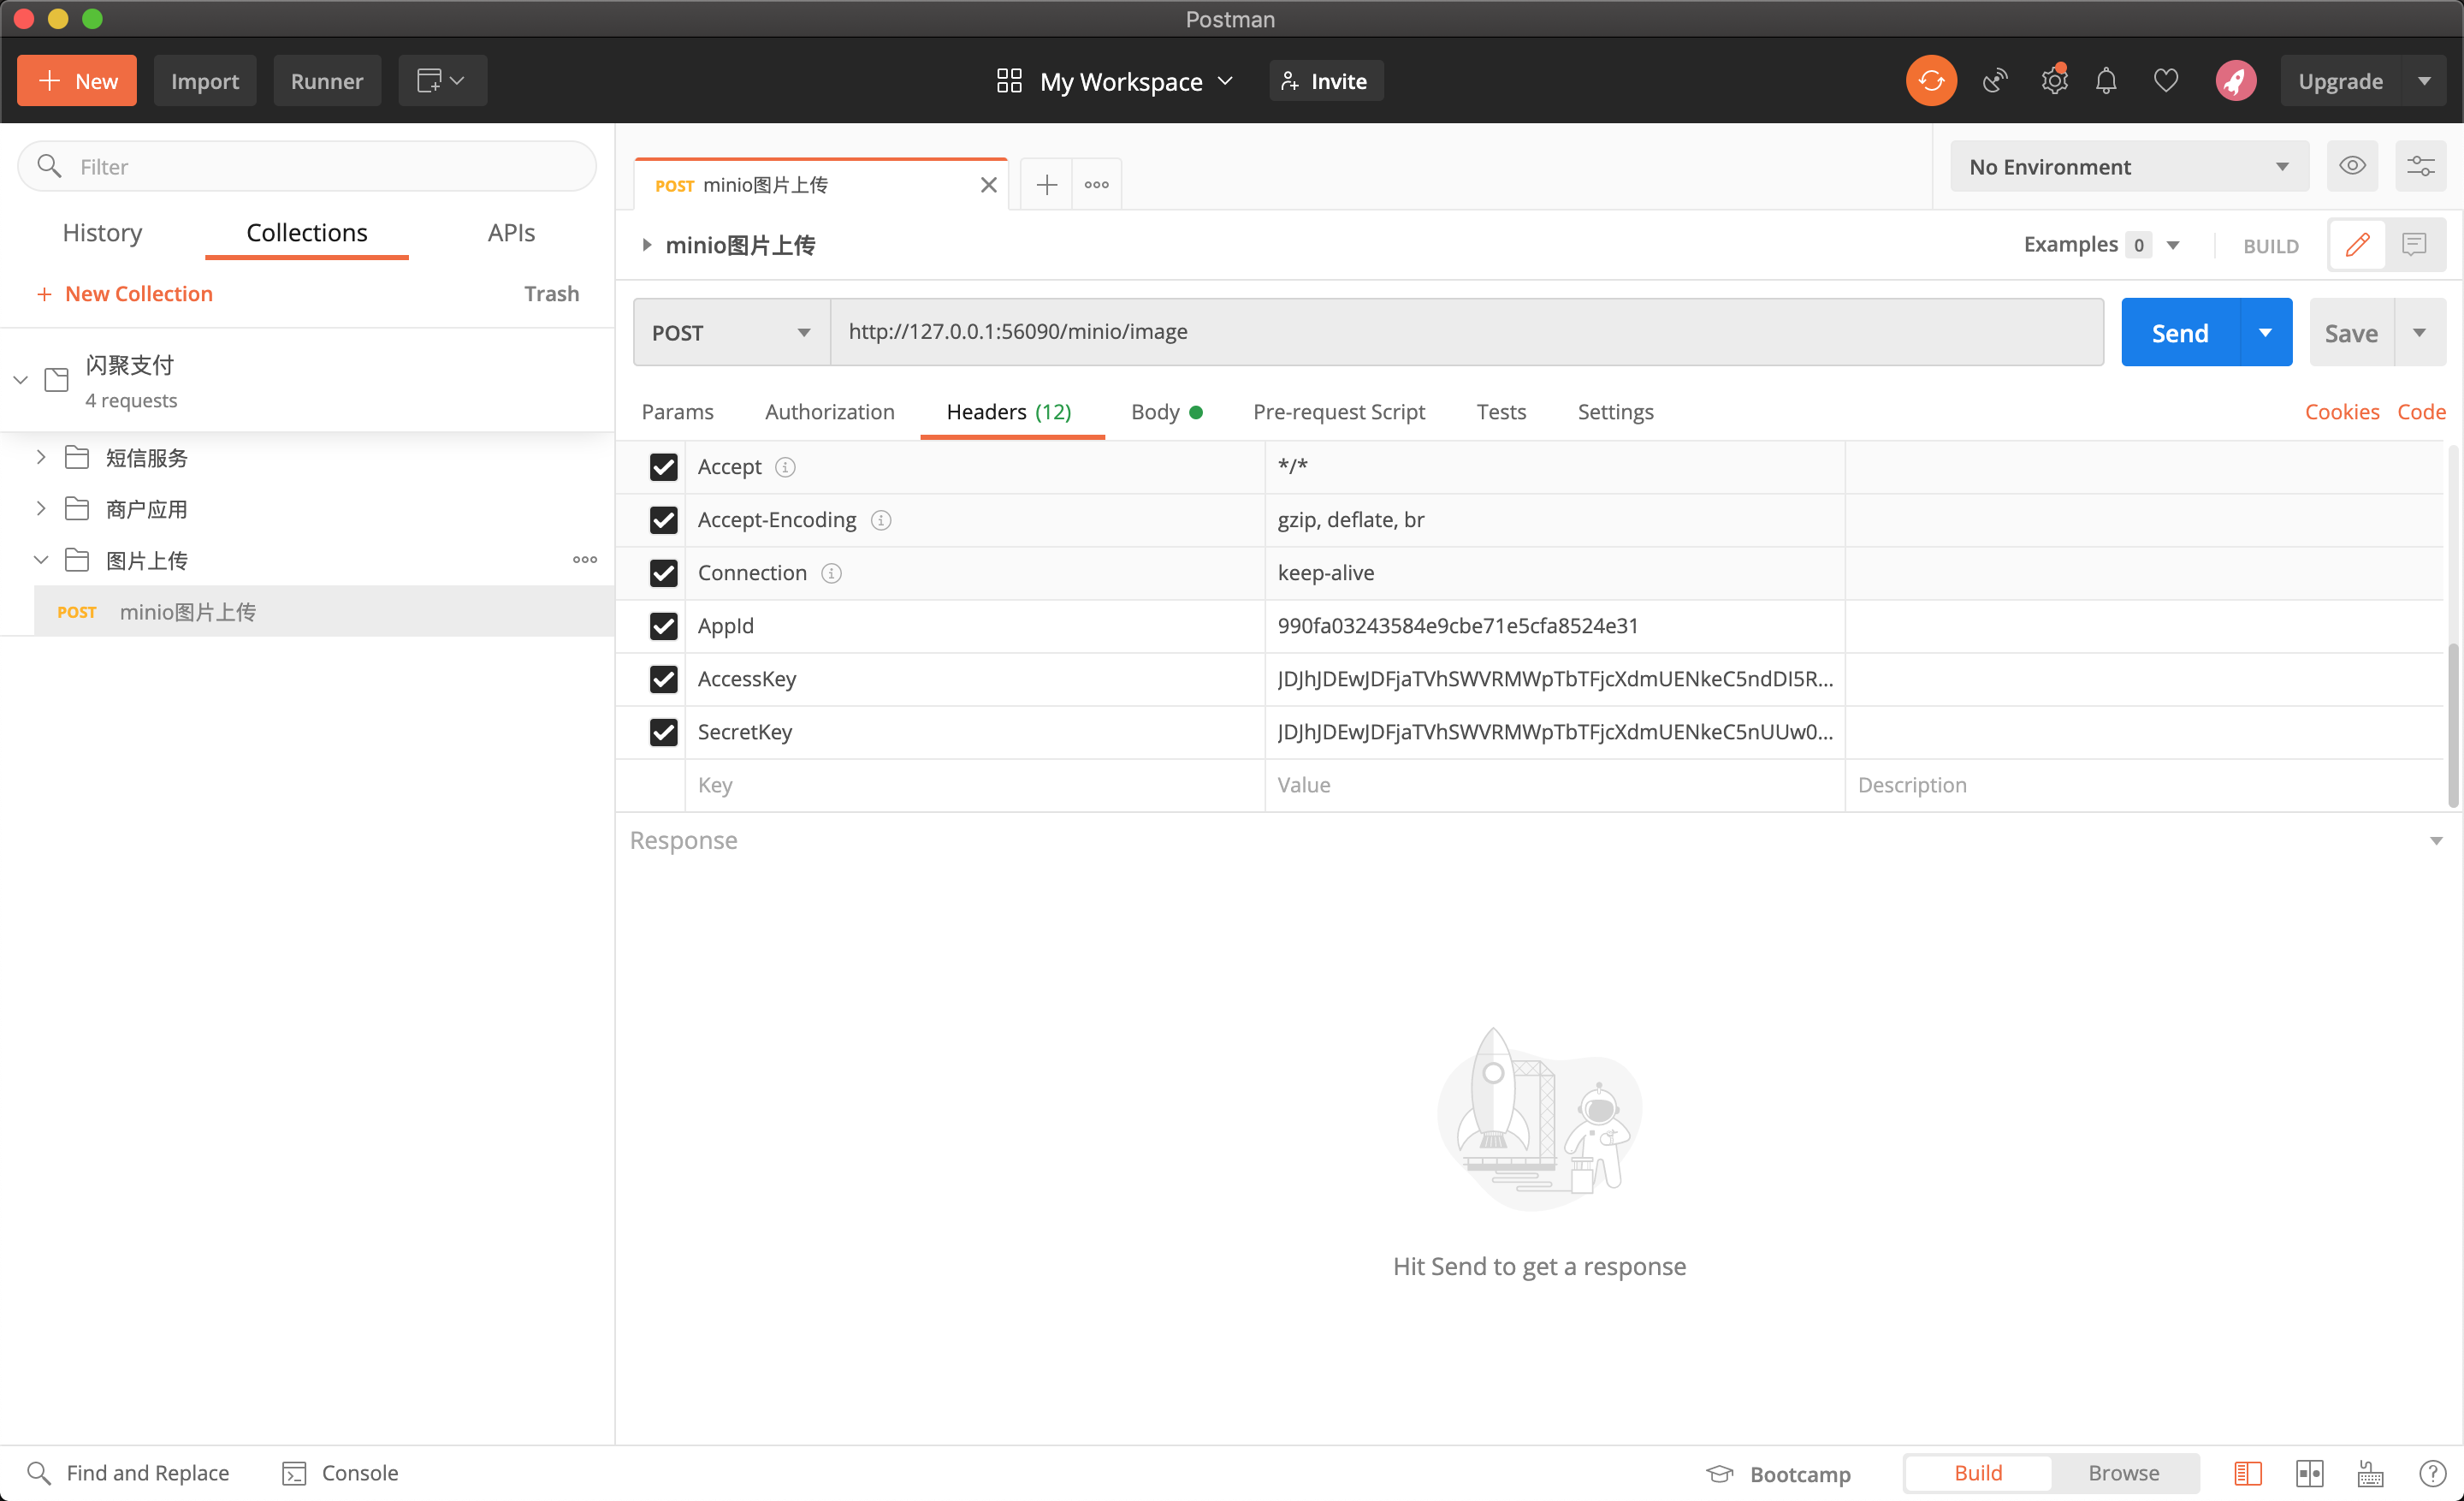 Postman
New
Import
Runner
My Workspace
Invite
Upgrade
Filter
History
Collections
APIs
New Collection
Trash
闪聚支付
4 requests
短信服务
商户应用
图片上传
POST minio图片上传
POST minio图片上传
No Environment
minio图片上传
Examples 0
BUILD
POST
http://127.0.0.1:56090/minio/image
Send
Save
Params
Authorization
Headers (12)
Body
Pre-request Script
Tests
Settings
Cookies
Code
Accept */*
Accept-Encoding gzip, deflate, br
Connection keep-alive
AppId 990fa03243584e9cbe71e5cfa8524e31
AccessKey JDJhJDEwJDFjaTVhSWVRMWpTbTFjcXdmUENkeC5ndDI5R...
SecretKey JDJhJDEwJDFjaTVhSWVRMWpTbTFjcXdmUENkeC5nUUw0...
Key Value Description
Response
Hit Send to get a response
Find and Replace
Console
Bootcamp
Build
Browse